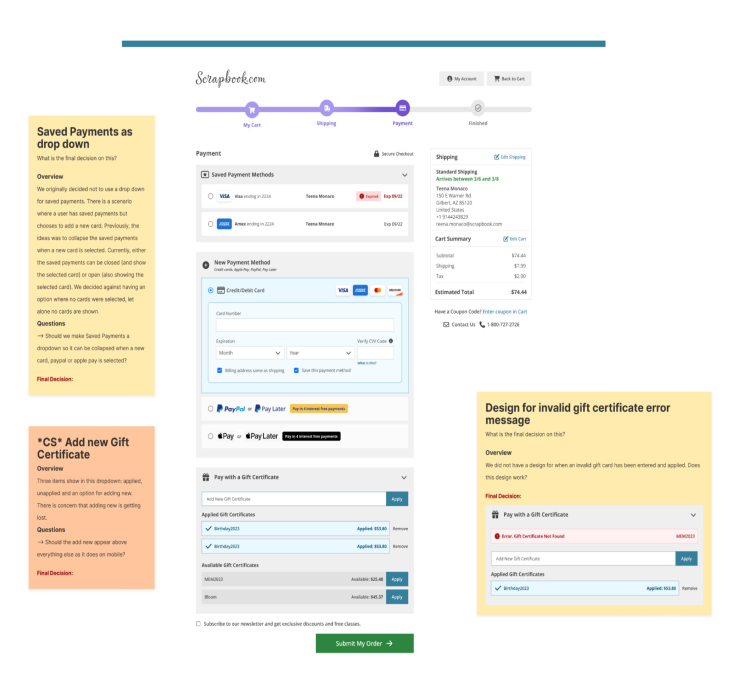 Scrapbook.com
My Account
Back to Cart
My Cart
Shipping
Payment
Finished
Saved Payments as
drop down
What is the final decision on this?
Overview
We originally decided not to use a drop down
for saved payments. There is a scenario
where a user has saved payments but
chooses to add a new card. Previously, the
ideas was to collapse the saved payments
when a new card is selected. Currently, either
the saved payments can be closed (and show
the selected card) or open (also showing the
selected card). We decided against having an
option where no cards were selected, let
alone no cards are shown.
Questions
→ Should we make Saved Payments a
dropdown so it can be collapsed when a new
card, paypal or apple pay is selected?
Final Decision:
*CS* Add new Gift
Certificate
Overview
Three items show in this dropdown: applied,
unapplied and an option for adding new.
There is concern that adding new is getting
lost.
Questions
→ Should the add new appear above
everything else as it does an mobile?
Final Decision:
Payment
Secure Checkout
Saved Payment Methods
VISA Visa ending in 2224 Teena Monaco Expired Exp 09/22
Amex ending in 2224 Teena Monaco Exp 09/22
New Payment Method
Credit cards, Apple Pay, PayPal, Pay Later
Credit/Debit Card VISA
Card Number
Expiration Verify CVV Code
Month Year
What is this?
Billing address same as shipping Save this payment method
PayPal or Pay Later Pay in 4 interest free payments
Pay or Pay Later Pay in 4 interest free payments
Pay with a Gift Certificate
Add New Gift Certificate Apply
Applied Gift Certificates
Birthday2023 Applied: $53.80 Remove
Birthday2023 Applied: $53.80 Remove
Available Gift Certificates
MEM2023 Available: $25.48 Apply
Bloom Available: $45.37 Apply
Subscribe to our newsletter and get exclusive discounts and free classes.
Submit My Order →
Shipping Edit Shipping
Standard Shipping
Arrives between 3/6 and 3/8
Teena Monaco
150 E Warner Rd
Gilbert, AZ 85120
United States
+1 9144243829
teena.monaco@scrapbook.com
Cart Summary Edit Cart
Subtotal $74.44
Shipping $7.99
Tax $2.00
Estimated Total $74.44
Have a Coupon Code? Enter coupon in Cart
Contact Us 1-800-727-2726
Design for invalid gift certificate error
message
What is the final decision on this?
Overview
We did not have a design for when an invalid gift card has been entered and applied. Does
this design work?
Final Decision:
Pay with a Gift Certificate
Error. Gift Certificate Not Found MEM2023
Add New Gift Certificate Apply
Applied Gift Certificates
Birthday2023 Applied: $53.80 Remove